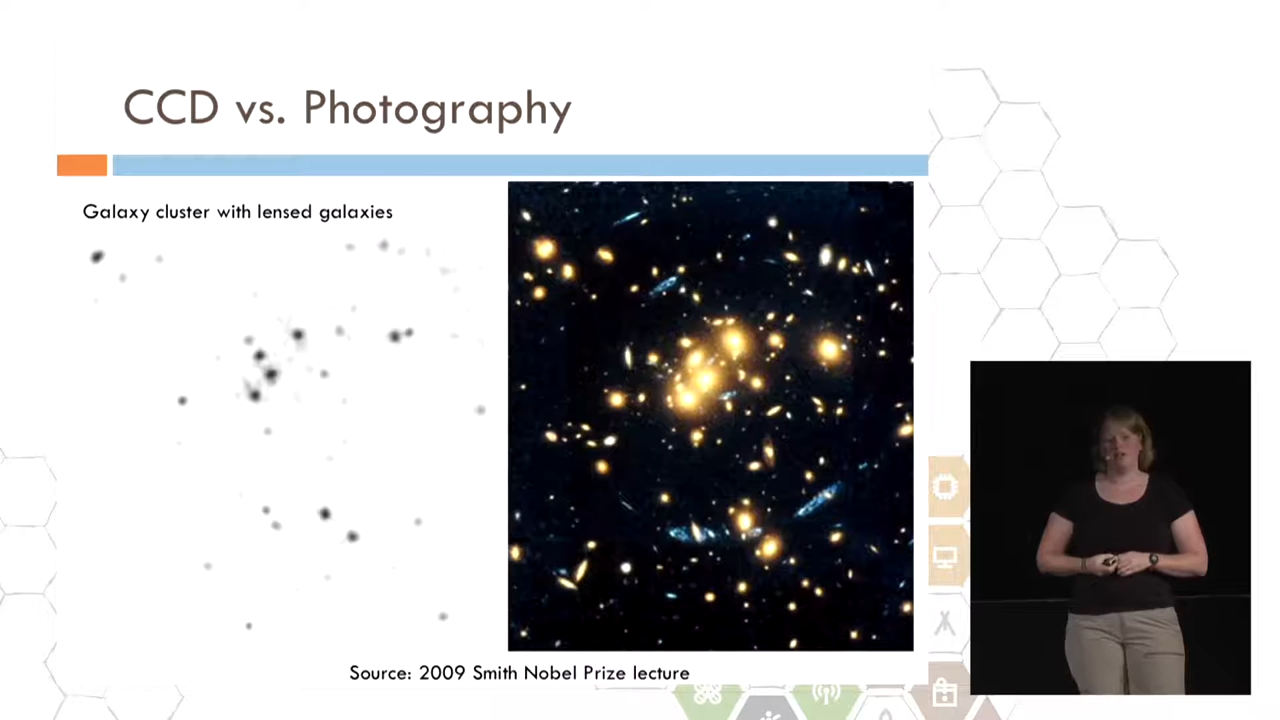 CCD vs. Photography
Galaxy cluster with lensed galaxies
Source: 2009 Smith Nobel Prize lecture